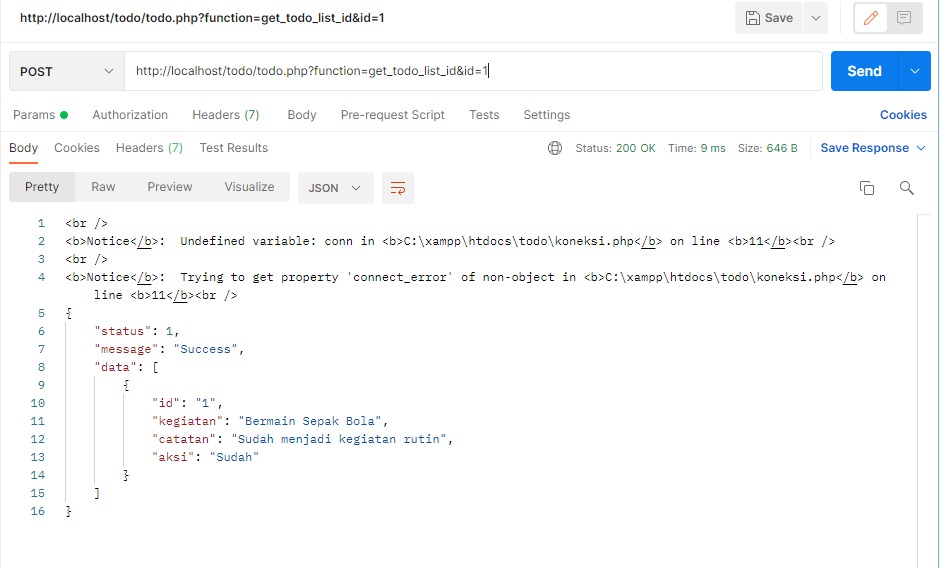 http://localhost/todo/todo.php?function=get_todo_list_id&id=1
Save
POST
http://localhost/todo/todo.php?function=get_todo_list_id&id=1
Send
Params
Authorization
Headers (7)
Body
Pre-request Script
Tests
Settings
Cookies
Body
Cookies
Headers (7)
Test Results
Status: 200 OK
Time: 9 ms
Size: 646 B
Save Response
Pretty
Raw
Preview
Visualize
JSON
1 <br />
2 <b>Notice</b>:  Undefined variable: conn in <b>C:\xampp\htdocs\todo\koneksi.php</b> on line <b>11</b><br />
3 <br />
4 <b>Notice</b>:  Trying to get property 'connect_error' of non-object in <b>C:\xampp\htdocs\todo\koneksi.php</b> on
line <b>11</b><br />
5 {
6 "status": 1,
7 "message": "Success",
8 "data": [
9 {
10 "id": "1",
11 "kegiatan": "Bermain Sepak Bola",
12 "catatan": "Sudah menjadi kegiatan rutin",
13 "aksi": "Sudah"
14 }
15 ]
16 }